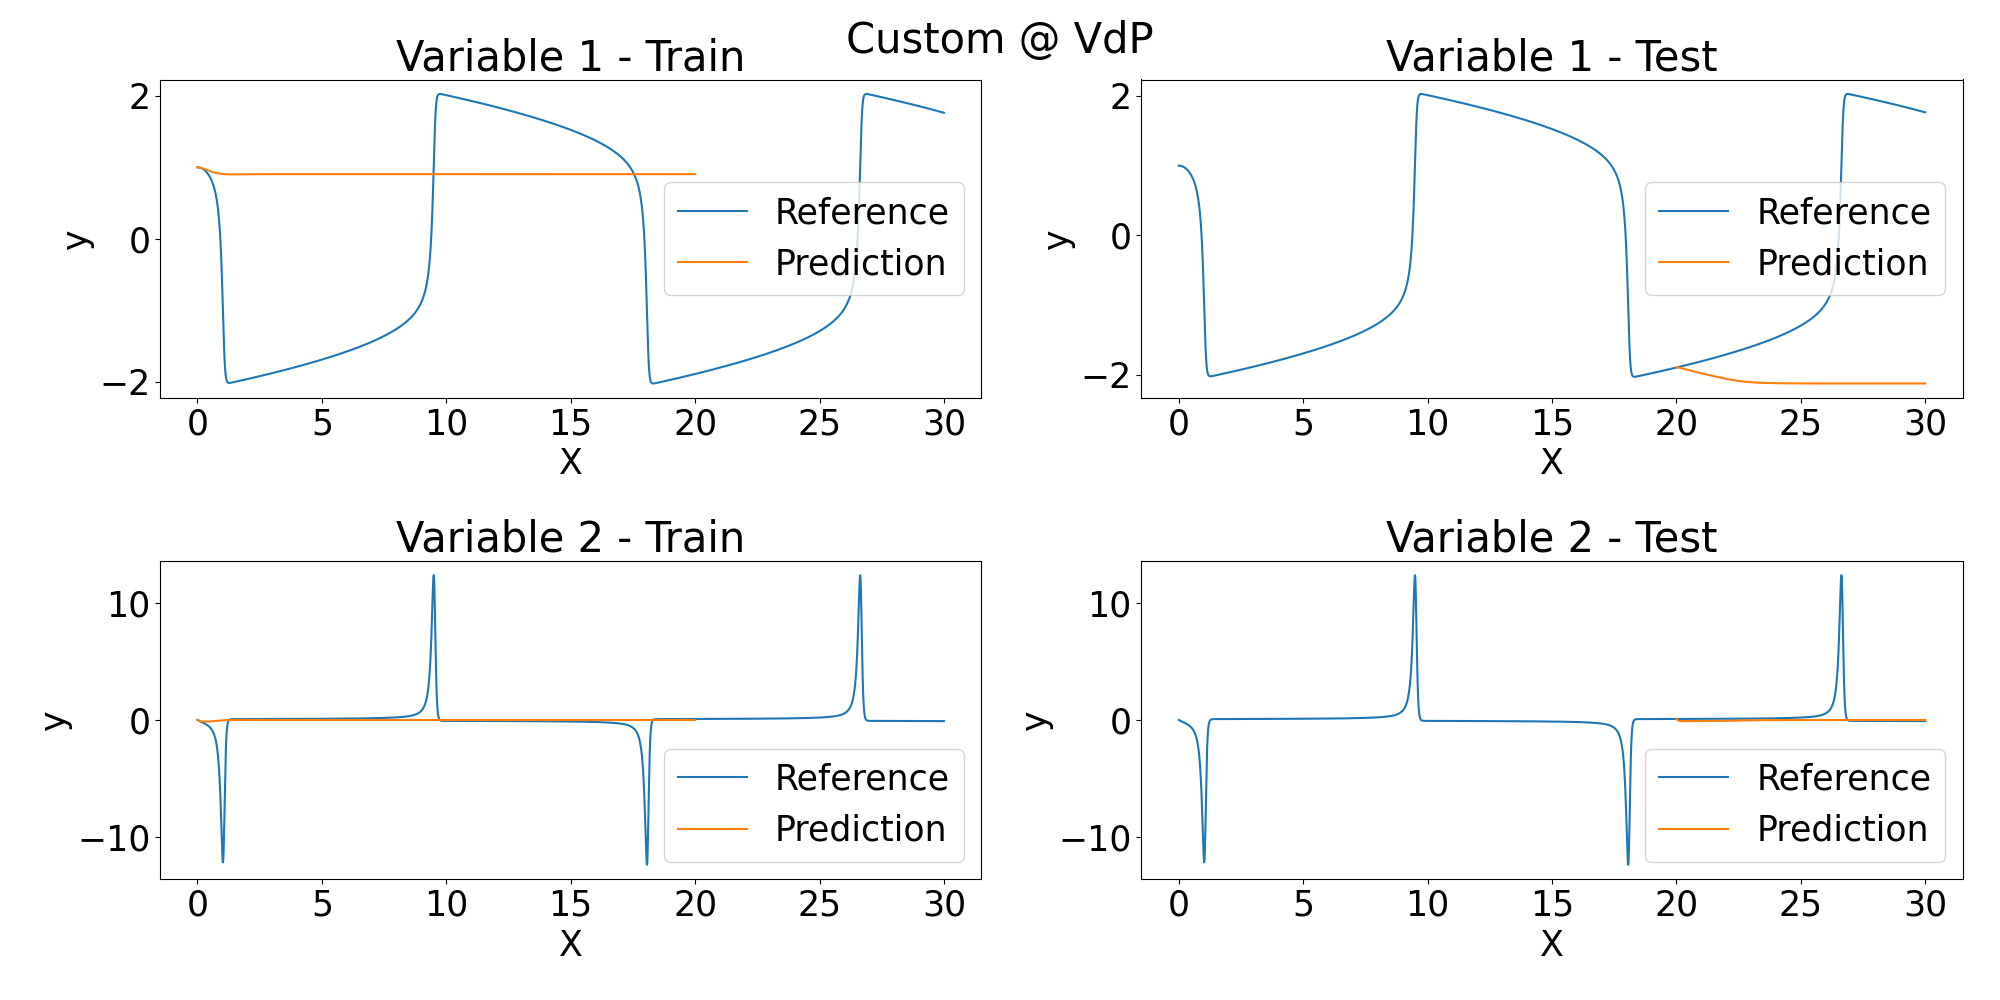 Custom @ VdP
Variable 1 - Train
2
0
−2
y
0 5 10 15 20 25 30
X
Reference
Prediction
Variable 1 - Test
2
0
−2
y
0 5 10 15 20 25 30
X
Reference
Prediction
Variable 2 - Train
10
0
−10
y
0 5 10 15 20 25 30
X
Reference
Prediction
Variable 2 - Test
10
0
−10
y
0 5 10 15 20 25 30
X
Reference
Prediction